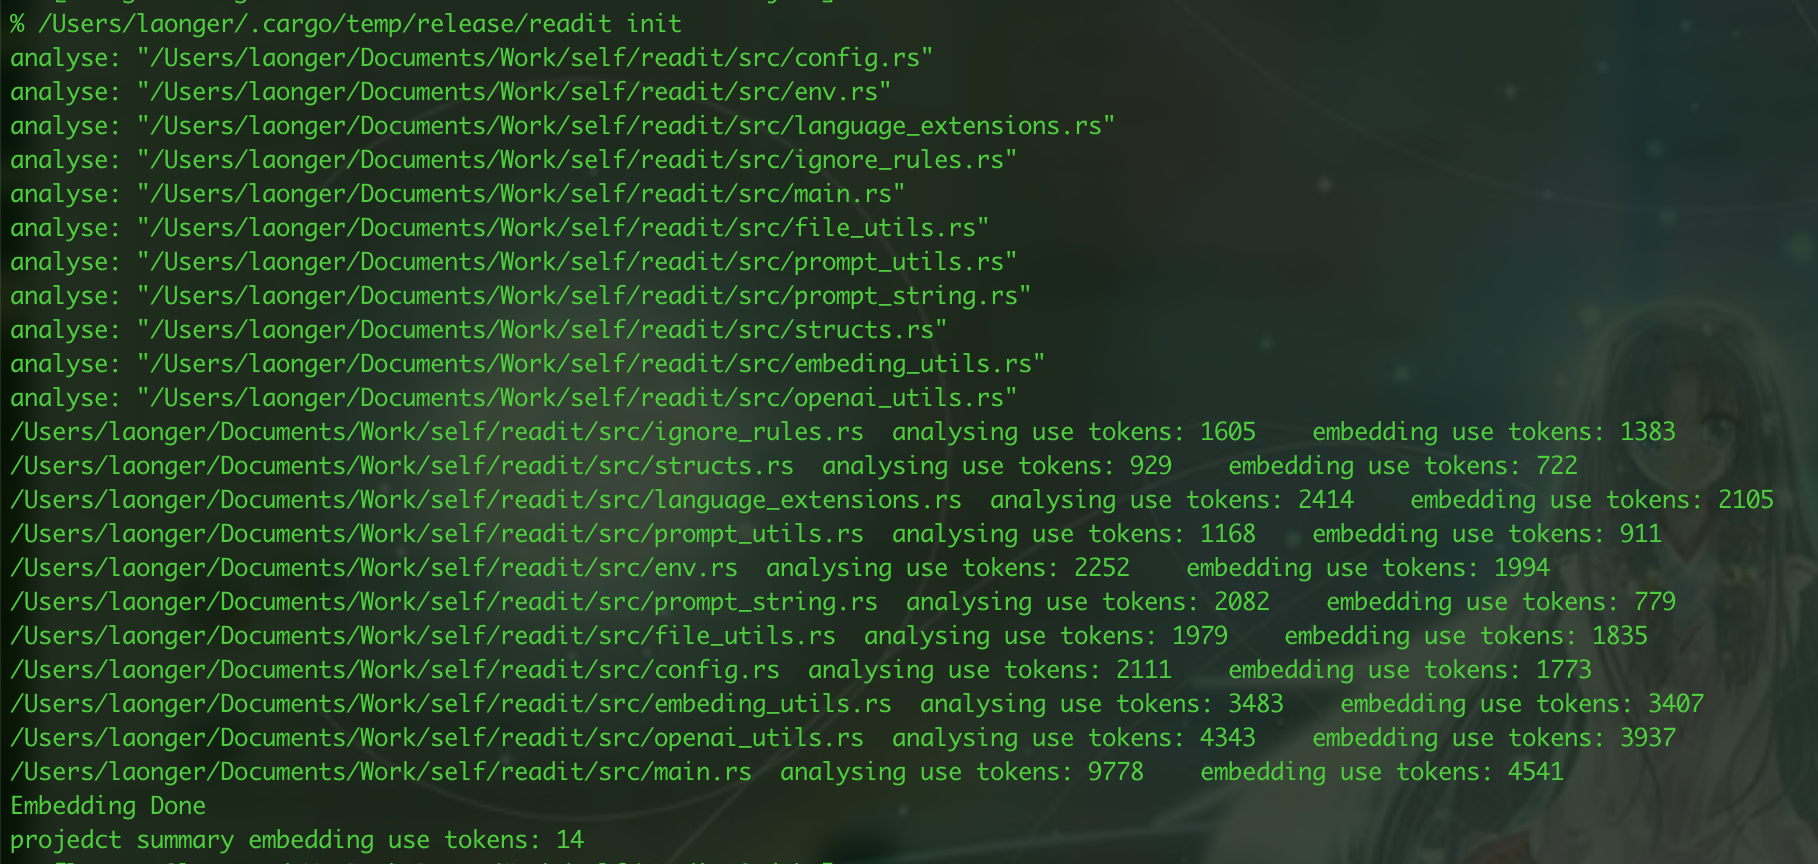 % /Users/laonger/.cargo/temp/release/readit init
analyse: "/Users/laonger/Documents/Work/self/readit/src/config.rs"
analyse: "/Users/laonger/Documents/Work/self/readit/src/env.rs"
analyse: "/Users/laonger/Documents/Work/self/readit/src/language_extensions.rs"
analyse: "/Users/laonger/Documents/Work/self/readit/src/ignore_rules.rs"
analyse: "/Users/laonger/Documents/Work/self/readit/src/main.rs"
analyse: "/Users/laonger/Documents/Work/self/readit/src/file_utils.rs"
analyse: "/Users/laonger/Documents/Work/self/readit/src/prompt_utils.rs"
analyse: "/Users/laonger/Documents/Work/self/readit/src/prompt_string.rs"
analyse: "/Users/laonger/Documents/Work/self/readit/src/structs.rs"
analyse: "/Users/laonger/Documents/Work/self/readit/src/embeding_utils.rs"
analyse: "/Users/laonger/Documents/Work/self/readit/src/openai_utils.rs"
/Users/laonger/Documents/Work/self/readit/src/ignore_rules.rs  analysing use tokens: 1605    embedding use tokens: 1383
/Users/laonger/Documents/Work/self/readit/src/structs.rs  analysing use tokens: 929    embedding use tokens: 722
/Users/laonger/Documents/Work/self/readit/src/language_extensions.rs  analysing use tokens: 2414    embedding use tokens: 2105
/Users/laonger/Documents/Work/self/readit/src/prompt_utils.rs  analysing use tokens: 1168    embedding use tokens: 911
/Users/laonger/Documents/Work/self/readit/src/env.rs  analysing use tokens: 2252    embedding use tokens: 1994
/Users/laonger/Documents/Work/self/readit/src/prompt_string.rs  analysing use tokens: 2082    embedding use tokens: 779
/Users/laonger/Documents/Work/self/readit/src/file_utils.rs  analysing use tokens: 1979    embedding use tokens: 1835
/Users/laonger/Documents/Work/self/readit/src/config.rs  analysing use tokens: 2111    embedding use tokens: 1773
/Users/laonger/Documents/Work/self/readit/src/embeding_utils.rs  analysing use tokens: 3483    embedding use tokens: 3407
/Users/laonger/Documents/Work/self/readit/src/openai_utils.rs  analysing use tokens: 4343    embedding use tokens: 3937
/Users/laonger/Documents/Work/self/readit/src/main.rs  analysing use tokens: 9778    embedding use tokens: 4541
Embedding Done
projedct summary embedding use tokens: 14